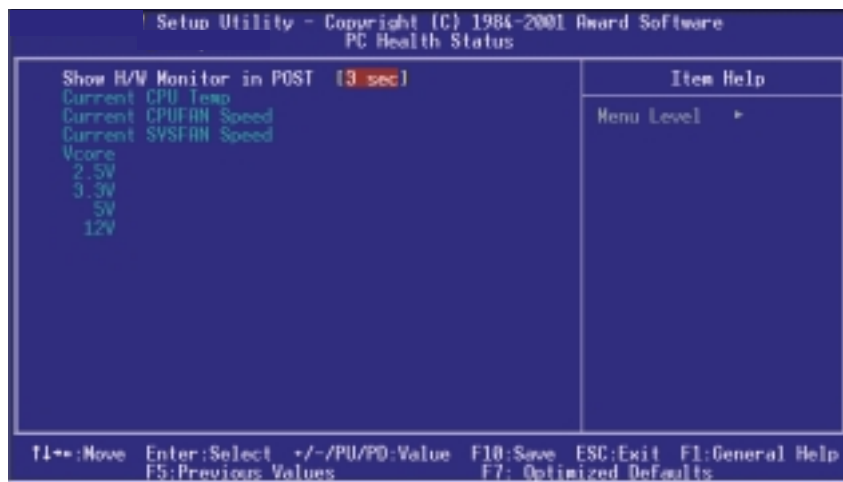 Setup Utility - Copyright (C) 1984-2001 Award Software
PC Health Status
Show H/W Monitor in POST [3 sec]
Current CPU Temp
Current CPUFAN Speed
Current SYSFAN Speed
Vcore
2.5V
3.3V
5V
12V
Item Help
Menu Level ►
↑↓→←:Move Enter:Select +/-/PU/PD:Value F10:Save ESC:Exit F1:General Help
F5:Previous Values F7: Optimized Defaults